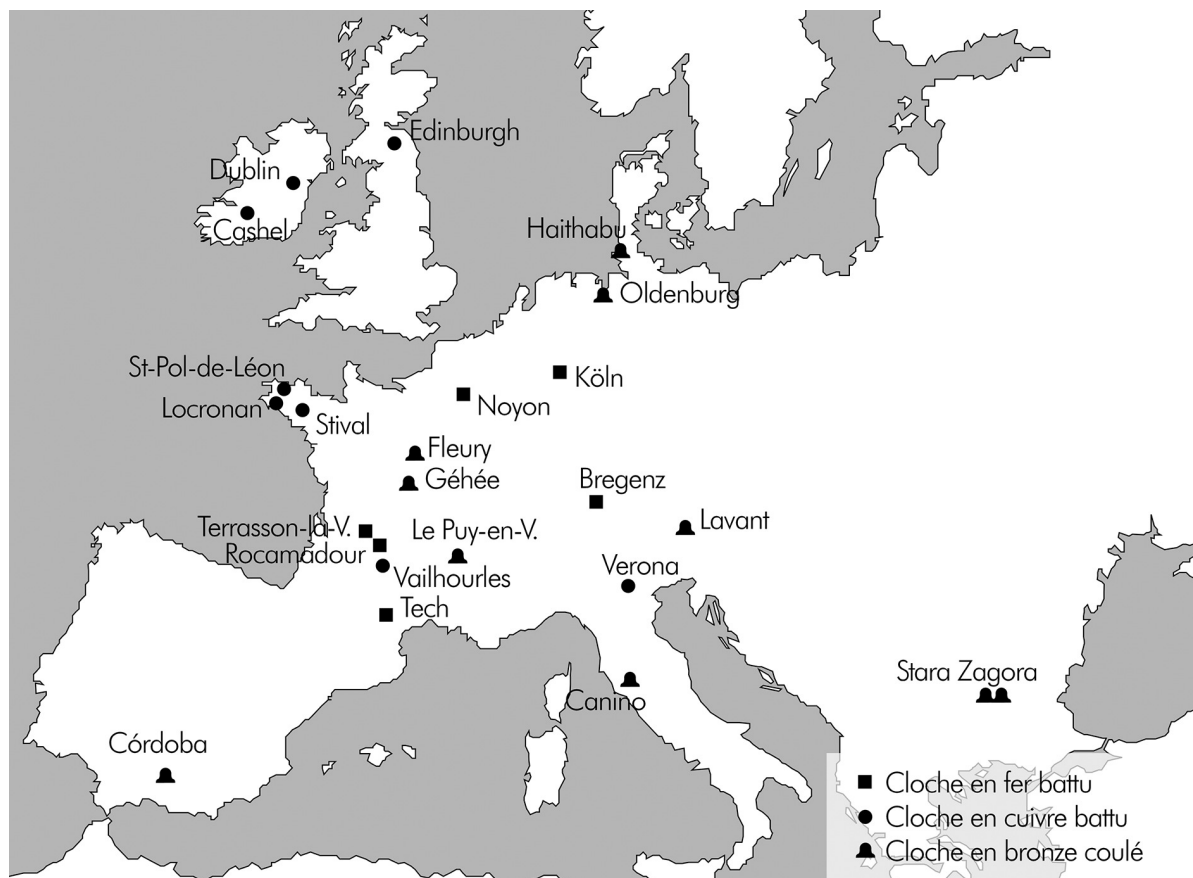 Edinburgh
Dublin
Cashel
Haithabu
Oldenburg
St-Pol-de-Léon
Köln
Locronan
Noyon
Stival
Fleury
Géhée
Bregenz
Terrasson-la-V.
Le Puy-en-V.
Lavant
Rocamadour
Vailhourles
Verona
Tech
Stara Zagora
Canino
Córdoba
Cloche en fer battu
Cloche en cuivre battu
Cloche en bronze coulé